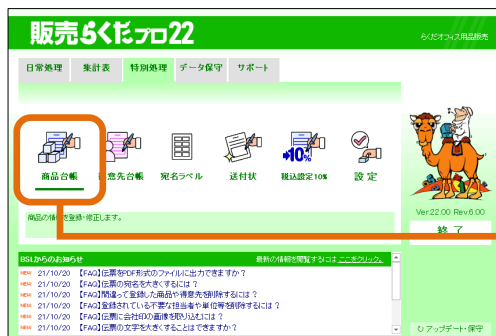 販売らくだプロ22
らくだオフィス用品販売
日常処理 集計表 特別処理 データ保守 サポート
+10%
商品台帳 得意先台帳 宛名ラベル 送付状 税込設定10% 設定
商品の情報を登録・修正します。
Ver.22.00 Rev.6.00
終了
BSLからのお知らせ 最新の情報を閲覧するには ここをクリック。
NEW 21/10/20 【FAQ】伝票をPDF形式のファイルに出力できますか?
NEW 21/10/20 【FAQ】伝票の宛名を大きくするには?
NEW 21/10/20 【FAQ】間違って登録した商品や得意先を削除するには?
NEW 21/10/20 【FAQ】登録されている不要な担当者や単位等を削除するには?
NEW 21/10/20 【FAQ】伝票に会社印の画像を取り込むには?
NEW 21/10/20 【FAQ】伝票の文字を大きくすることはできますか?
アップデート・保守